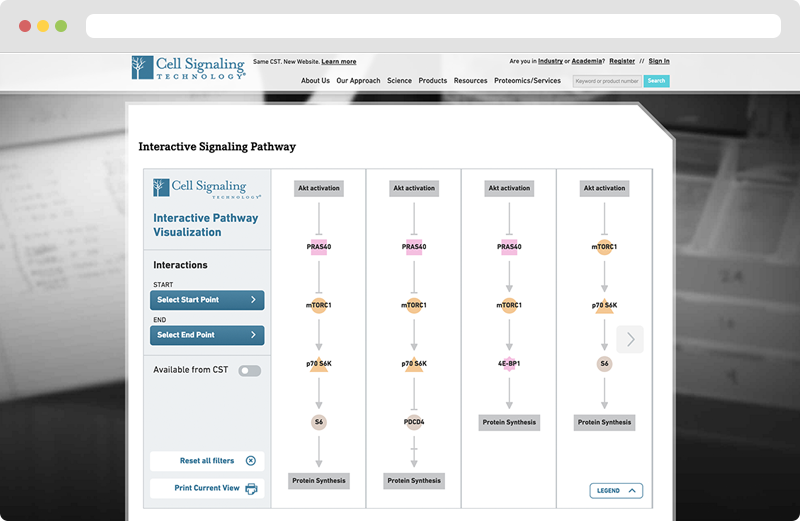 Cell Signaling
TECHNOLOGY®
Same CST. New Website. Learn more
Are you in Industry or Academia? Register // Sign In
About Us Our Approach Science Products Resources Proteomics/Services
Keyword or product number
Search
Interactive Signaling Pathway
Cell Signaling
TECHNOLOGY®
Interactive Pathway
Visualization
Interactions
START
Select Start Point
END
Select End Point
Available from CST
Reset all filters
Print Current View
Akt activation
PRAS40
mTORC1
p70 S6K
S6
Protein Synthesis
Akt activation
PRAS40
mTORC1
p70 S6K
PDCD4
Protein Synthesis
Akt activation
PRAS40
mTORC1
4E-BP1
Protein Synthesis
Akt activation
mTORC1
p70 S6K
S6
Protein Synthesis
LEGEND